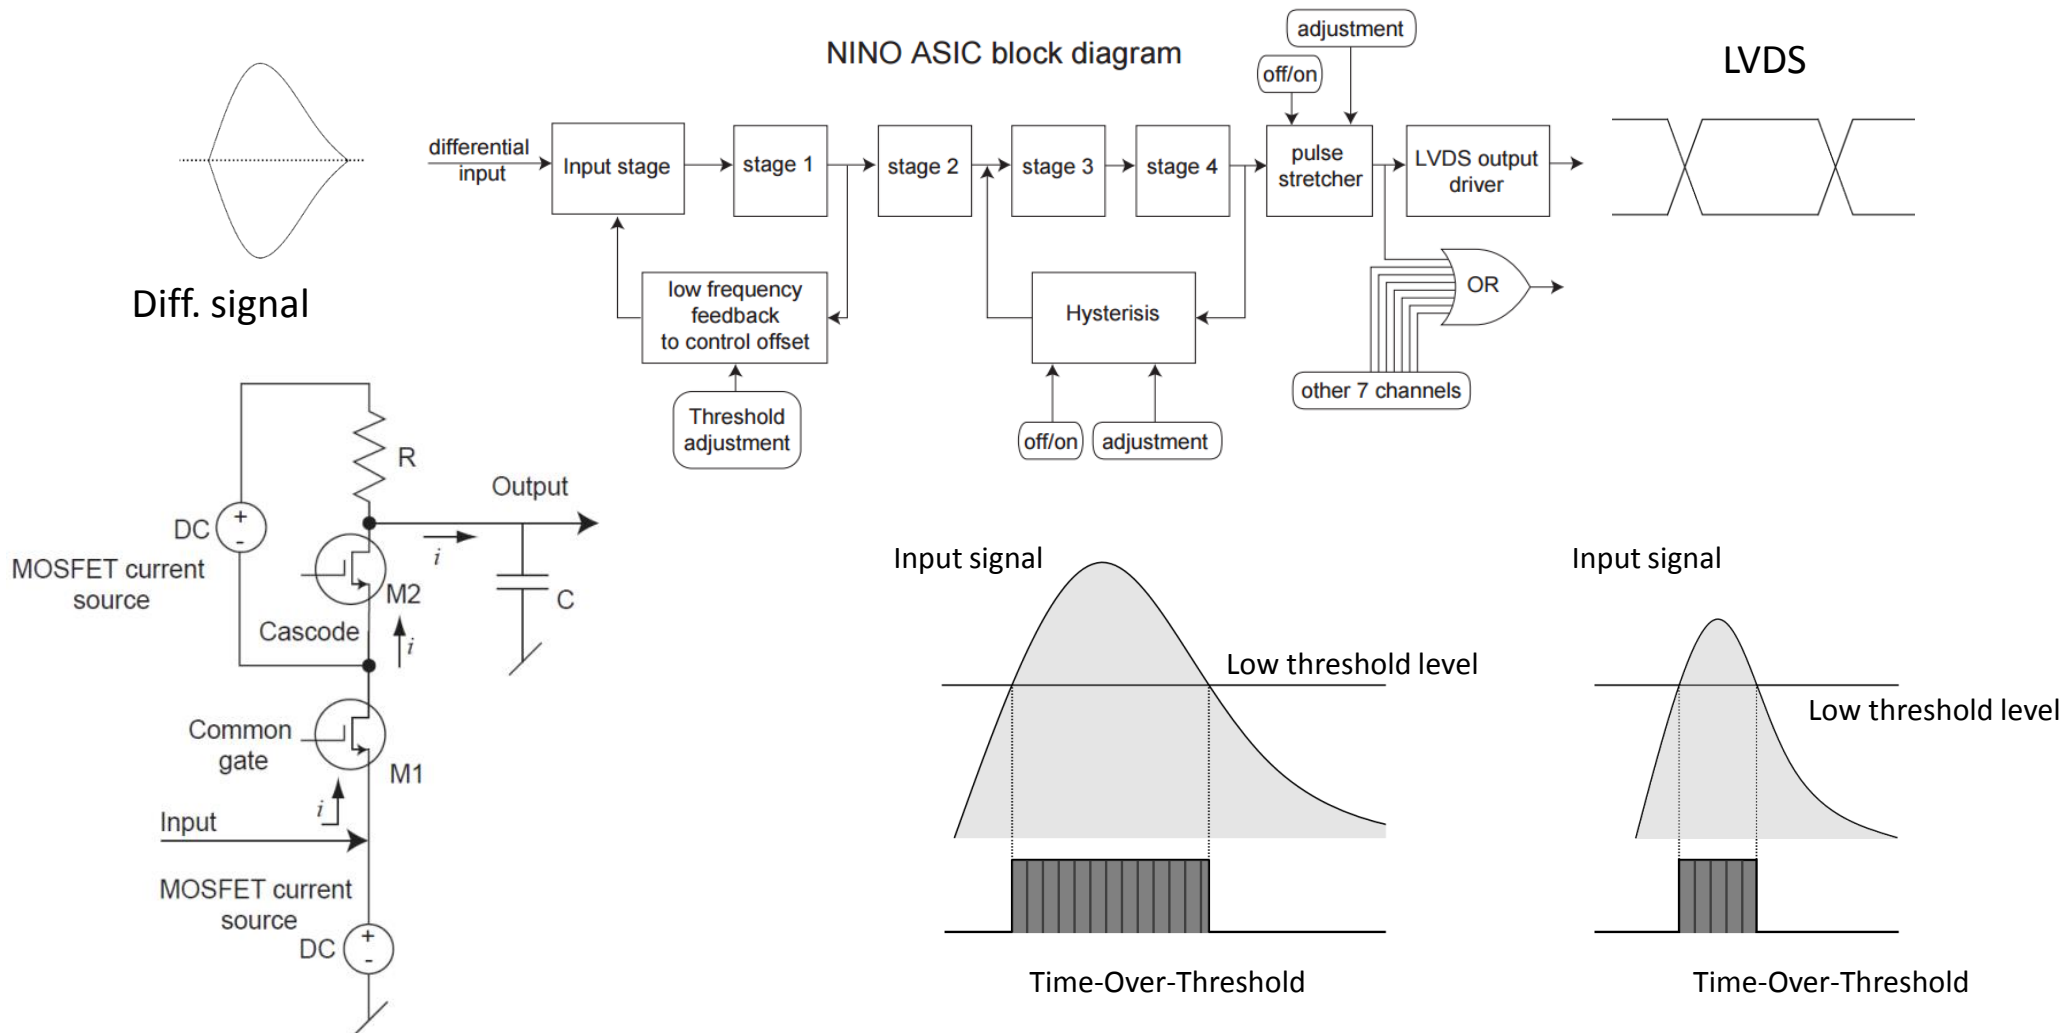 NINO ASIC block diagram
adjustment
off/on
LVDS
differential
input
Input stage
stage 1
stage 2
stage 3
stage 4
pulse
stretcher
LVDS output
driver
low frequency
feedback
to control offset
Hysterisis
OR
Threshold
adjustment
off/on
adjustment
other 7 channels
Diff. signal
R
Output
DC
+
-
i
MOSFET current
source
M2
C
Cascode
i
Common
gate
M1
i
Input
MOSFET current
source
DC
+
-
Input signal
Low threshold level
Time-Over-Threshold
Input signal
Low threshold level
Time-Over-Threshold